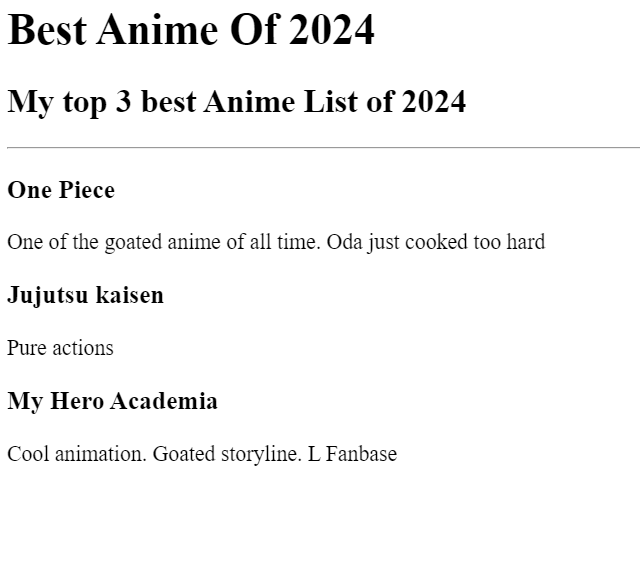 Best Anime Of 2024
My top 3 best Anime List of 2024
One Piece
One of the goated anime of all time. Oda just cooked too hard
Jujutsu kaisen
Pure actions
My Hero Academia
Cool animation. Goated storyline. L Fanbase